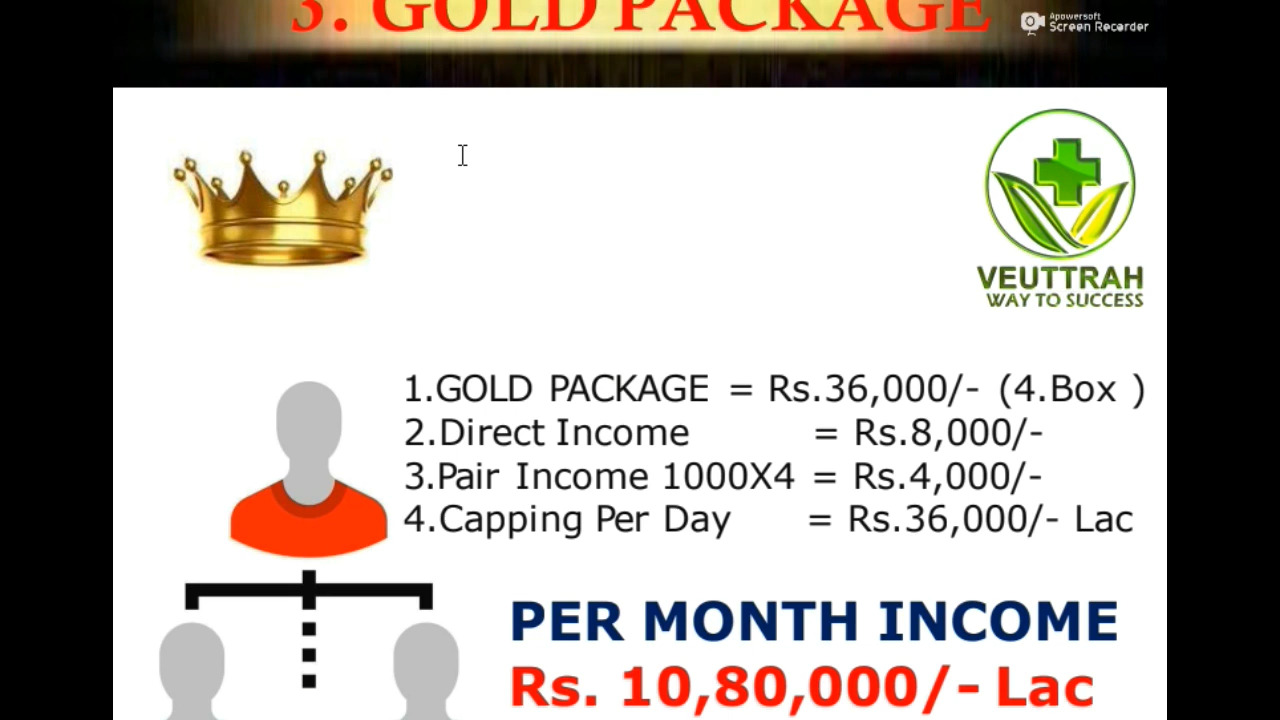 3. GOLD PACKAGE
Apowersoft
Screen Recorder
VEUTTRAH
WAY TO SUCCESS
1.GOLD PACKAGE = Rs.36,000/- (4.Box )
2.Direct Income = Rs.8,000/-
3.Pair Income 1000X4 = Rs.4,000/-
4.Capping Per Day = Rs.36,000/- Lac
PER MONTH INCOME
Rs. 10,80,000/- Lac